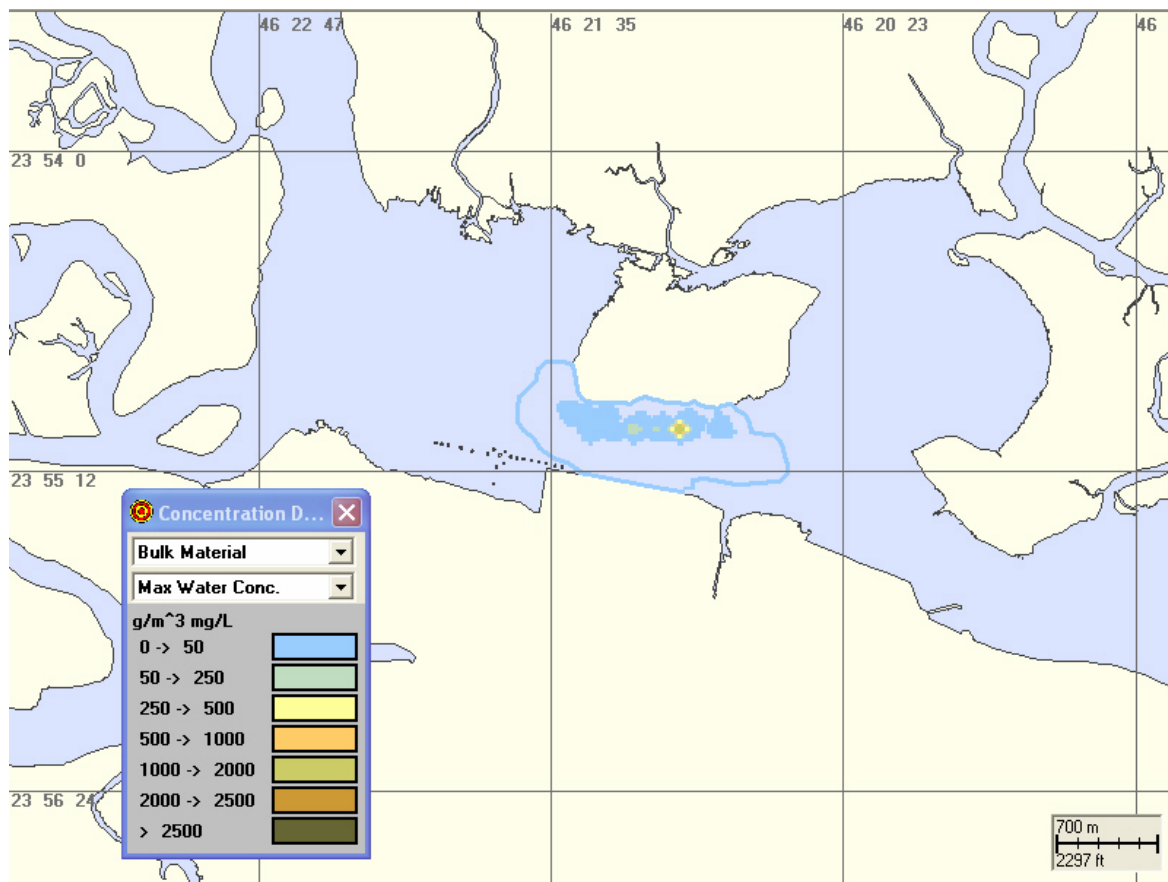 46 22 47
46 21 35
46 20 23
46
23 54 0
23 55 12
23 56 24
Concentration D...
Bulk Material
Max Water Conc.
g/m^3 mg/L
0 -> 50
50 -> 250
250 -> 500
500 -> 1000
1000 -> 2000
2000 -> 2500
> 2500
700 m
2297 ft